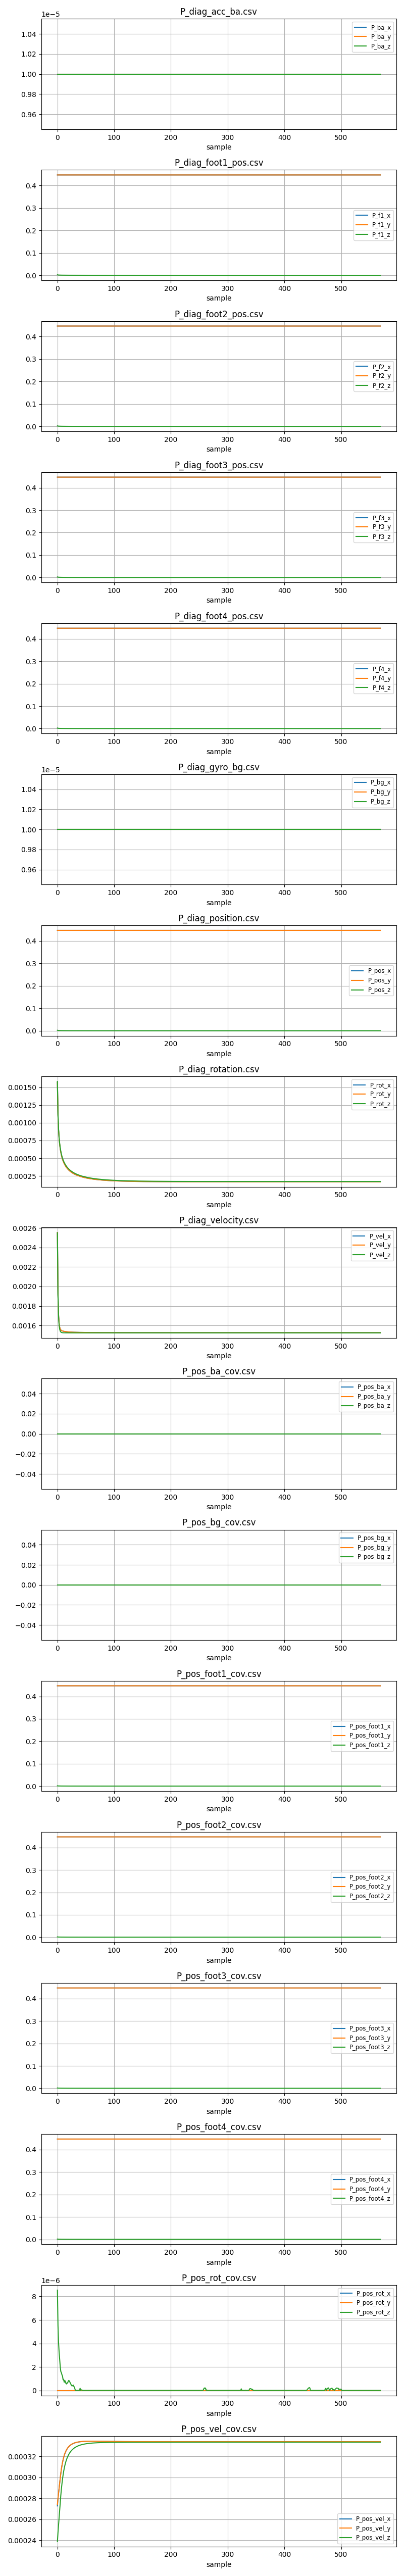 P_diag_acc_ba.csv
1e−5
1.04
1.02
1.00
0.98
0.96
P_ba_x
P_ba_y
P_ba_z
0 100 200 300 400 500
sample
P_diag_foot1_pos.csv
0.4
0.3
0.2
0.1
0.0
P_f1_x
P_f1_y
P_f1_z
0 100 200 300 400 500
sample
P_diag_foot2_pos.csv
0.4
0.3
0.2
0.1
0.0
P_f2_x
P_f2_y
P_f2_z
0 100 200 300 400 500
sample
P_diag_foot3_pos.csv
0.4
0.3
0.2
0.1
0.0
P_f3_x
P_f3_y
P_f3_z
0 100 200 300 400 500
sample
P_diag_foot4_pos.csv
0.4
0.3
0.2
0.1
0.0
P_f4_x
P_f4_y
P_f4_z
0 100 200 300 400 500
sample
P_diag_gyro_bg.csv
1e−5
1.04
1.02
1.00
0.98
0.96
P_bg_x
P_bg_y
P_bg_z
0 100 200 300 400 500
sample
P_diag_position.csv
0.4
0.3
0.2
0.1
0.0
P_pos_x
P_pos_y
P_pos_z
0 100 200 300 400 500
sample
P_diag_rotation.csv
0.00150
0.00125
0.00100
0.00075
0.00050
0.00025
P_rot_x
P_rot_y
P_rot_z
0 100 200 300 400 500
sample
P_diag_velocity.csv
0.0026
0.0024
0.0022
0.0020
0.0018
0.0016
P_vel_x
P_vel_y
P_vel_z
0 100 200 300 400 500
sample
P_pos_ba_cov.csv
0.04
0.02
0.00
−0.02
−0.04
P_pos_ba_x
P_pos_ba_y
P_pos_ba_z
0 100 200 300 400 500
sample
P_pos_bg_cov.csv
0.04
0.02
0.00
−0.02
−0.04
P_pos_bg_x
P_pos_bg_y
P_pos_bg_z
0 100 200 300 400 500
sample
P_pos_foot1_cov.csv
0.4
0.3
0.2
0.1
0.0
P_pos_foot1_x
P_pos_foot1_y
P_pos_foot1_z
0 100 200 300 400 500
sample
P_pos_foot2_cov.csv
0.4
0.3
0.2
0.1
0.0
P_pos_foot2_x
P_pos_foot2_y
P_pos_foot2_z
0 100 200 300 400 500
sample
P_pos_foot3_cov.csv
0.4
0.3
0.2
0.1
0.0
P_pos_foot3_x
P_pos_foot3_y
P_pos_foot3_z
0 100 200 300 400 500
sample
P_pos_foot4_cov.csv
0.4
0.3
0.2
0.1
0.0
P_pos_foot4_x
P_pos_foot4_y
P_pos_foot4_z
0 100 200 300 400 500
sample
P_pos_rot_cov.csv
1e−6
8
6
4
2
0
P_pos_rot_x
P_pos_rot_y
P_pos_rot_z
0 100 200 300 400 500
sample
P_pos_vel_cov.csv
0.00032
0.00030
0.00028
0.00026
0.00024
P_pos_vel_x
P_pos_vel_y
P_pos_vel_z
0 100 200 300 400 500
sample